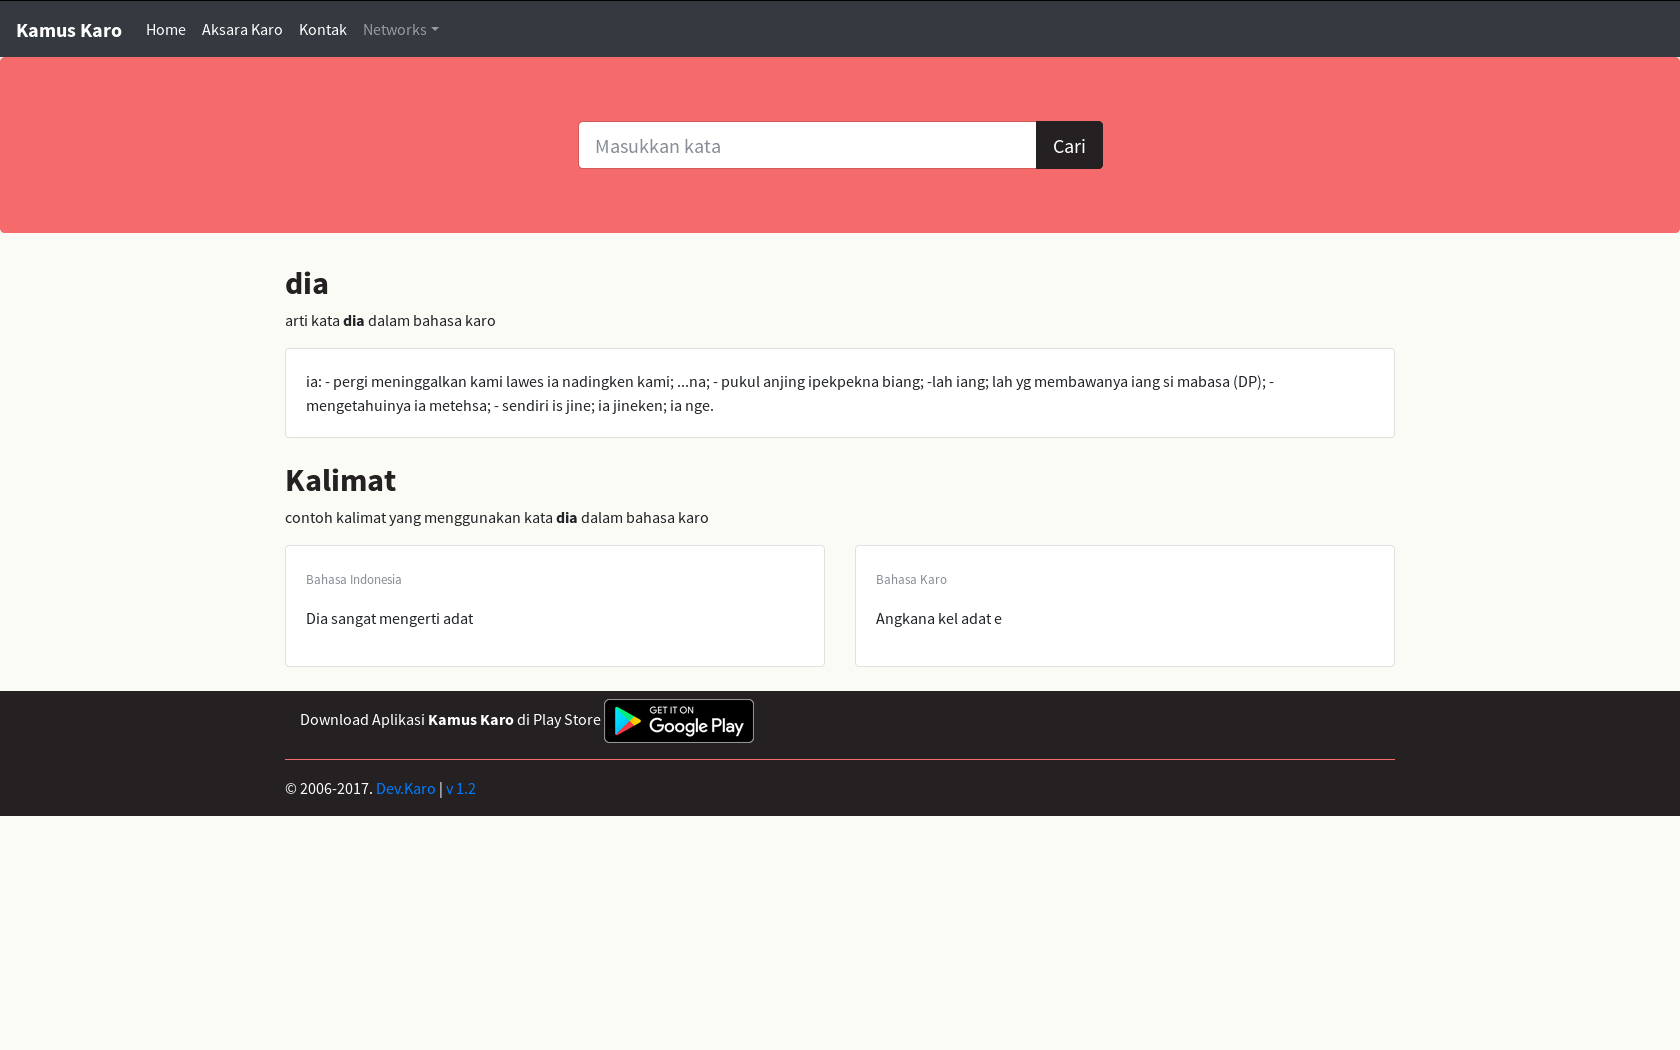 Kamus Karo Home Aksara Karo Kontak Networks
Masukkan kata Cari
dia
arti kata dia dalam bahasa karo
ia: - pergi meninggalkan kami lawes ia nadingken kami; ...na; - pukul anjing ipekpekna biang; -lah iang; lah yg membawanya iang si mabasa (DP); -
mengetahuinya ia metehsa; - sendiri is jine; ia jineken; ia nge.
Kalimat
contoh kalimat yang menggunakan kata dia dalam bahasa karo
Bahasa Indonesia
Dia sangat mengerti adat
Bahasa Karo
Angkana kel adat e
Download Aplikasi Kamus Karo di Play Store GET IT ON Google Play
© 2006-2017. Dev.Karo | v 1.2